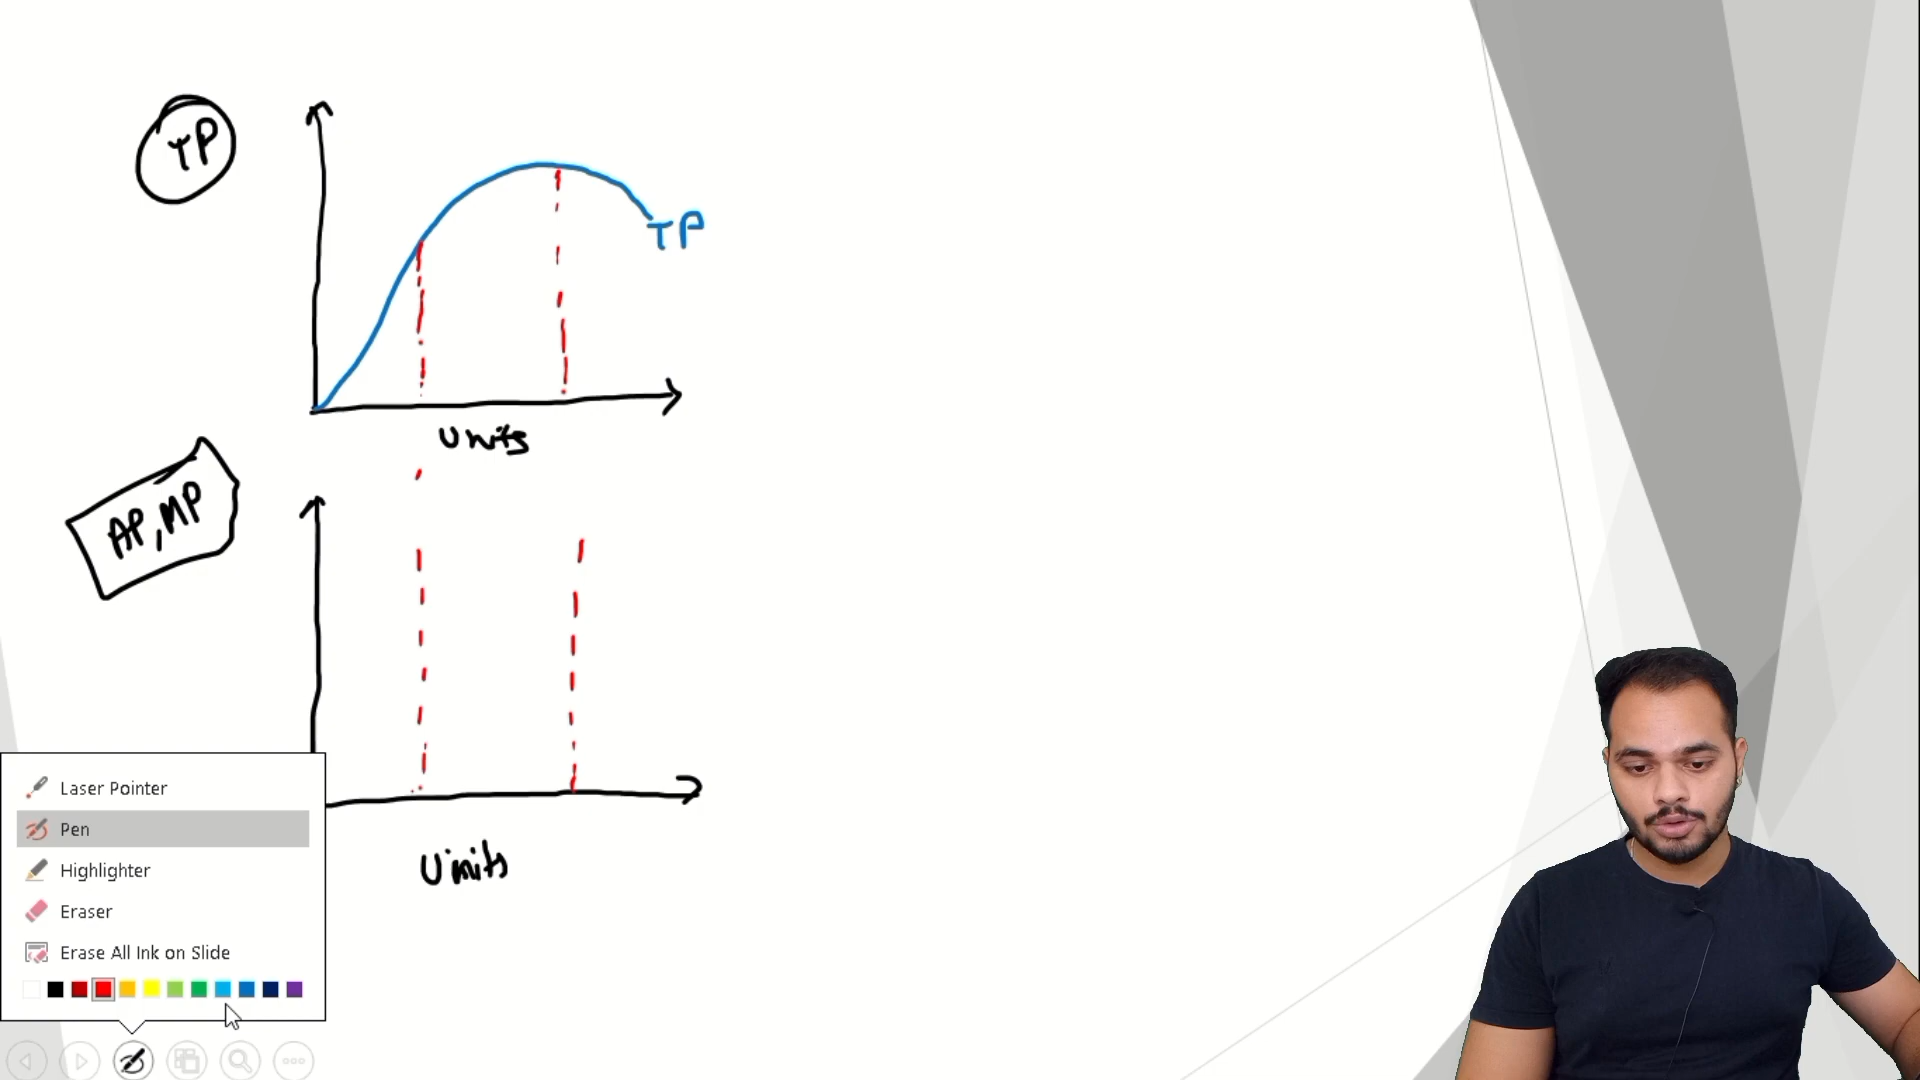 TP
TP
Units
AP, MP
Units
Laser Pointer
Pen
Highlighter
Eraser
Erase All Ink on Slide